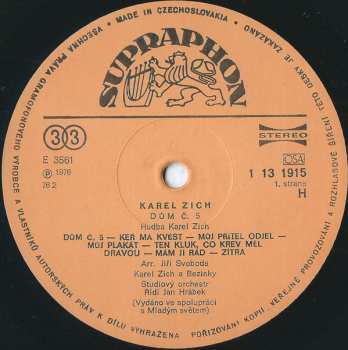 MADE IN CZECHOSLOVAKIA • VŠECHNA PRÁVA GRAMOFONOVÉHO VÝROBCE A VLASTNÍKŮ AUTORSKÝCH PRÁV K DÍLU VYHRAŽENA • POŘIZOVÁNÍ KOPIÍ, VEŘEJNÉ PROVOZOVÁNÍ A ROZHLASOVÉ ŠÍŘENÍ TÉTO DESKY JE ZAKÁZÁNO
SUPRAPHON
33
STEREO
E 3561
OSA
1 13 1915
Ⓟ 1976
1. strana
76 2
H
KAREL ZICH
DŮM Č. 5
Hudba Karel Zich
DŮM Č. 5 — KEŘ MÁ KVÉST — MŮJ PŘÍTEL ODJEL —
MŮJ PLAKÁT — TEN KLUK, CO KREV MĚL
DRAVOU — MÁM JI RÁD — ZÍTRA
Arr. Jiří Svoboda
Karel Zich a Bezinky
Studiový orchestr
Řídí Jan Hrábek
(Vydáno ve spolupráci
s Mladým světem)